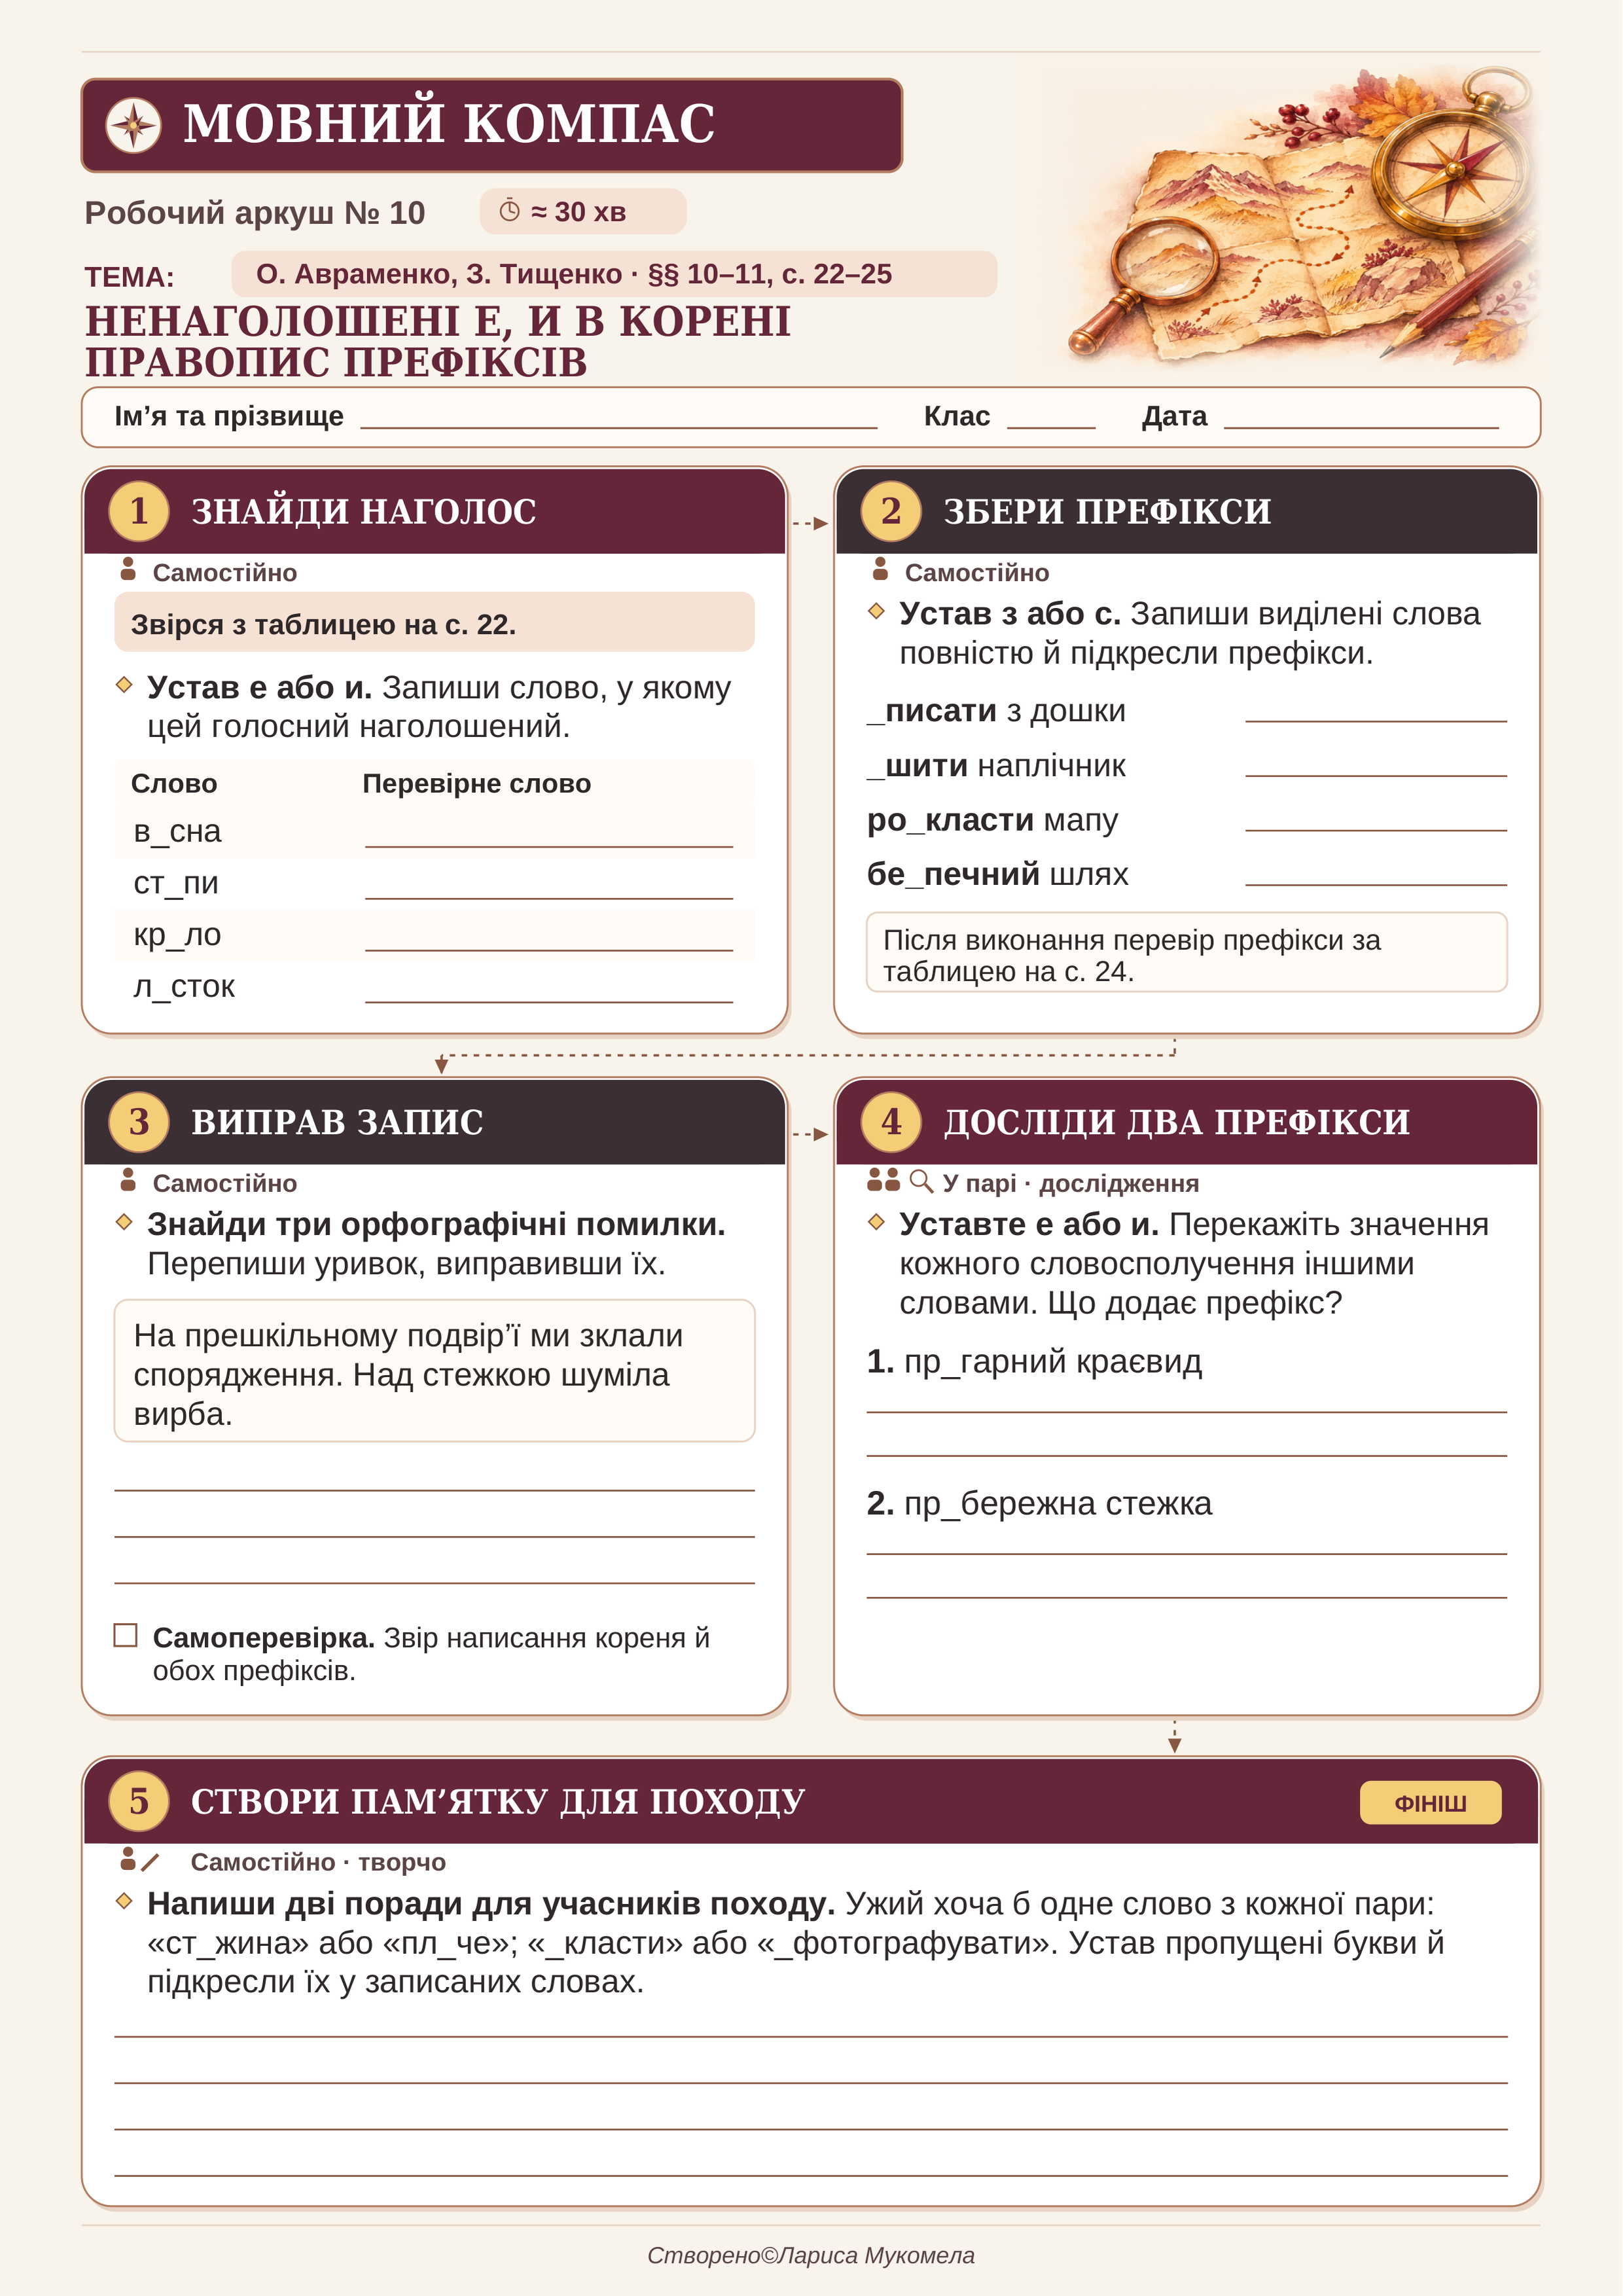 МОВНИЙ КОМПАС
Робочий аркуш № 10
≈ 30 хв
ТЕМА:
О. Авраменко, З. Тищенко · §§ 10–11, с. 22–25
НЕНАГОЛОШЕНІ Е, И В КОРЕНІ
ПРАВОПИС ПРЕФІКСІВ
Ім’я та прізвище ____ Клас ____ Дата ____
1 ЗНАЙДИ НАГОЛОС
Самостійно
Звірся з таблицею на с. 22.
Устав е або и. Запиши слово, у якому
цей голосний наголошений.
Слово Перевірне слово
в_сна
ст_пи
кр_ло
л_сток
2 ЗБЕРИ ПРЕФІКСИ
Самостійно
Устав з або с. Запиши виділені слова
повністю й підкресли префікси.
_писати з дошки
_шити наплічник
ро_класти мапу
бе_печний шлях
Після виконання перевір префікси за
таблицею на с. 24.
3 ВИПРАВ ЗАПИС
Самостійно
Знайди три орфографічні помилки.
Перепиши уривок, виправивши їх.
На прешкільному подвір’ї ми зклали
спорядження. Над стежкою шуміла
вирба.
Самоперевірка. Звір написання кореня й
обох префіксів.
4 ДОСЛІДИ ДВА ПРЕФІКСИ
У парі · дослідження
Уставте е або и. Перекажіть значення
кожного словосполучення іншими
словами. Що додає префікс?
1. пр_гарний краєвид
2. пр_бережна стежка
5 СТВОРИ ПАМ’ЯТКУ ДЛЯ ПОХОДУ
ФІНІШ
Самостійно · творчо
Напиши дві поради для учасників походу. Ужий хоча б одне слово з кожної пари:
«ст_жина» або «пл_че»; «_класти» або «_фотографувати». Устав пропущені букви й
підкресли їх у записаних словах.
Створено©Лариса Мукомела